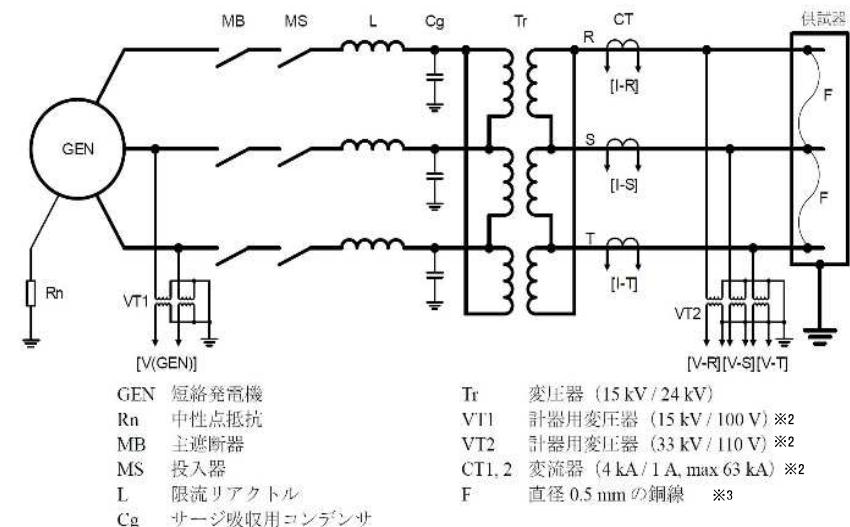 MB MS L Cg Tr CT 供試器
R
[I-R]
F
GEN
S
[I-S]
F
T
[I-T]
Rn
VT1
VT2
[V(GEN)]
[V-R][V-S][V-T]
GEN 短絡発電機
Rn 中性点抵抗
MB 主遮断器
MS 投入器
L 限流リアクトル
Cg サージ吸収用コンデンサ
Tr 変圧器（15 kV / 24 kV）
VT1 計器用変圧器（15 kV / 100 V）※2
VT2 計器用変圧器（33 kV / 110 V）※2
CT1, 2 変流器（4 kA / 1 A, max 63 kA）※2
F 直径 0.5 mm の銅線 ※3